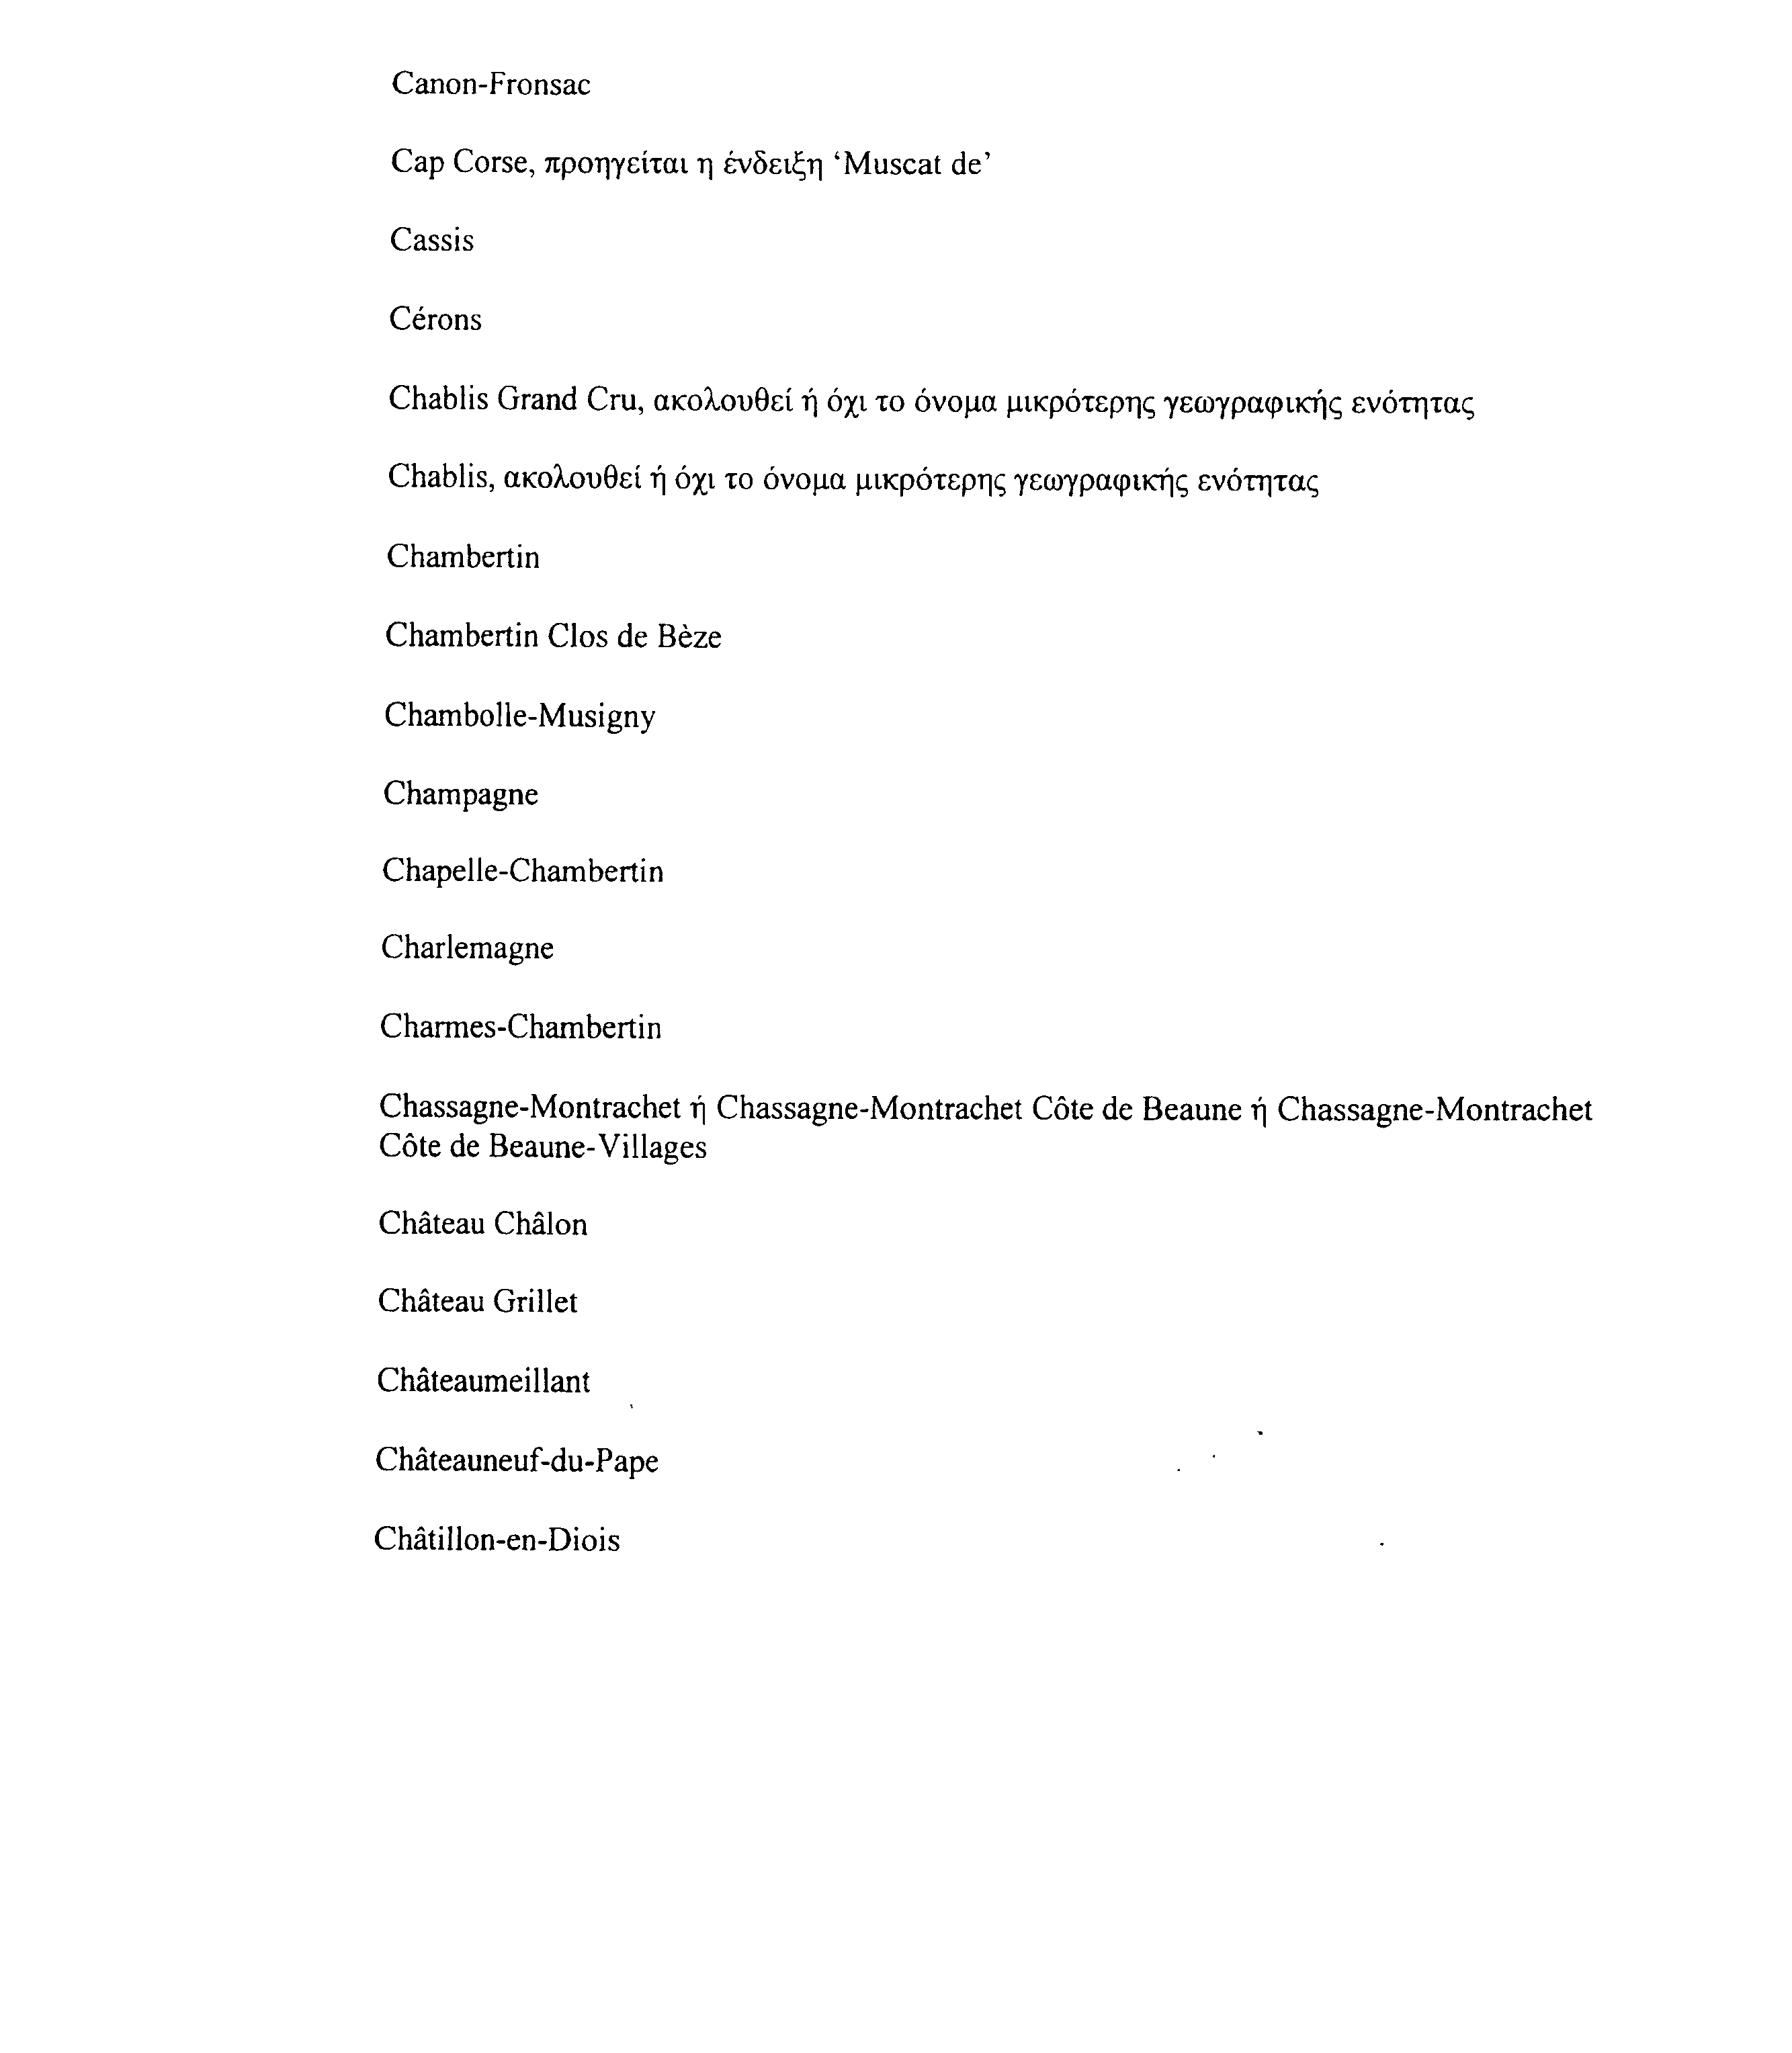 Canon-Fronsac
Cap Corse, προηγείται η ένδειξη ‘Muscat de’
Cassis
Cérons
Chablis Grand Cru, ακολουθεί ή όχι το όνομα μικρότερης γεωγραφικής ενότητας
Chablis, ακολουθεί ή όχι το όνομα μικρότερης γεωγραφικής ενότητας
Chambertin
Chambertin Clos de Bèze
Chambolle-Musigny
Champagne
Chapelle-Chambertin
Charlemagne
Charmes-Chambertin
Chassagne-Montrachet ή Chassagne-Montrachet Côte de Beaune ή Chassagne-Montrachet
Côte de Beaune-Villages
Château Châlon
Château Grillet
Châteaumeillant
Châteauneuf-du-Pape
Châtillon-en-Diois